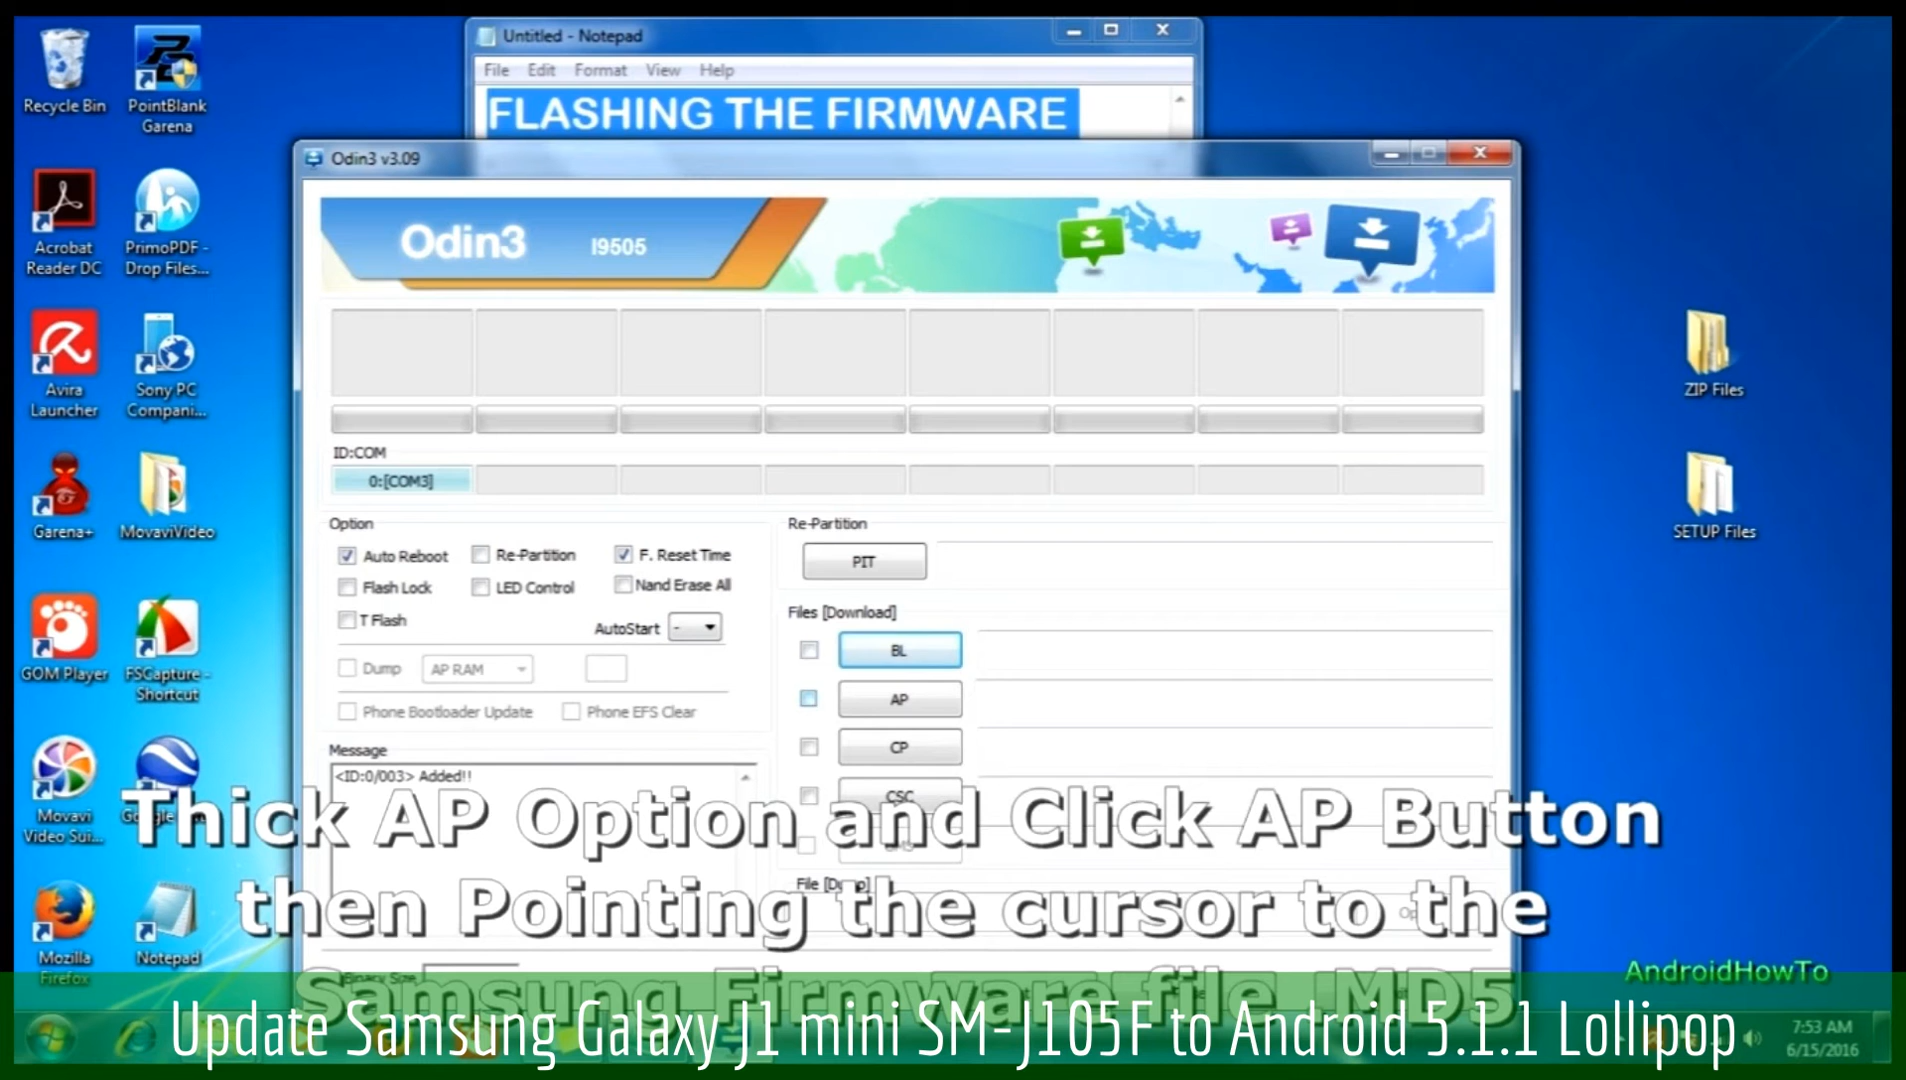 Untitled - Notepad
File Edit Format View Help
FLASHING THE FIRMWARE
Recycle Bin
PointBlank
Garena
Acrobat
Reader DC
PrimoPDF -
Drop Files...
Avira
Launcher
Sony PC
Compani...
Garena+
MovaviVideo
GOM Player
FSCapture -
Shortcut
Movavi
Video Sui...
Mozilla
Firefox
Notepad
ZIP Files
SETUP Files
Odin3 v3.09
Odin3 I9505
ID:COM
0:[COM3]
Option
Auto Reboot Re-Partition F. Reset Time
Flash Lock LED Control Nand Erase All
T Flash
AutoStart -
Dump AP RAM
Phone Bootloader Update Phone EFS Clear
Message
<ID:0/003> Added!!
Re-Partition
PIT
Files [Download]
BL
AP
CP
CSC
Binary Size
Thick AP Option and Click AP Button
then Pointing the cursor to the
Samsung Firmware file .MD5
AndroidHowTo
Update Samsung Galaxy J1 mini SM-J105F to Android 5.1.1 Lollipop
7:53 AM
6/15/2016